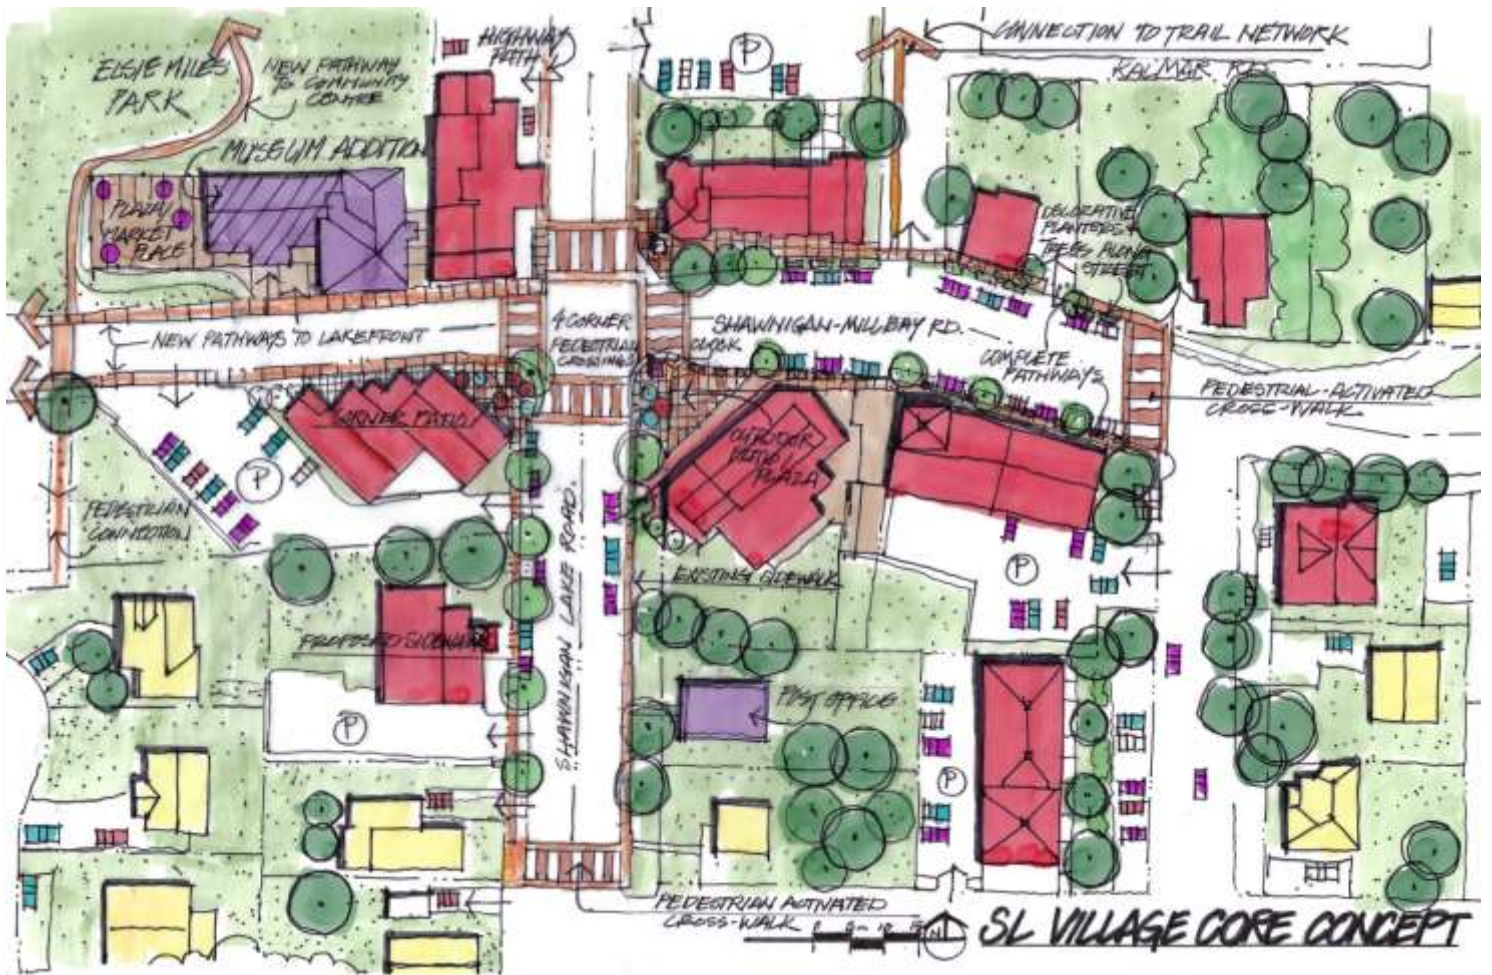 HIGHWAY
PATH
P
CONNECTION TO TRAIL NETWORK
KALMAR RD.
ELSIE MILES
PARK
NEW PATHWAY
TO COMMUNITY
CENTRE
MUSEUM ADDITION
PLAZA/
MARKET
PLACE
DECORATIVE
PLANTERS &
TREES ALONG
STREET
NEW PATHWAYS TO LAKEFRONT
4 CORNER
PEDESTRIAN
CROSSINGS
CLOCK
SHAWNIGAN-MILL BAY RD.
COMPLETE
PATHWAYS
PEDESTRIAL-ACTIVATED
CROSS-WALK
CORNER PATIO
OUTDOOR
PATIO/
PLAZA
P
PEDESTRIAN
CONNECTION
SHAWNIGAN LAKE ROAD.
EXISTING SIDEWALK
P
PROPOSED SIDEWALK
P
POST OFFICE
P
PEDESTRIAN ACTIVATED
CROSS-WALK
N
SL VILLAGE CORE CONCEPT